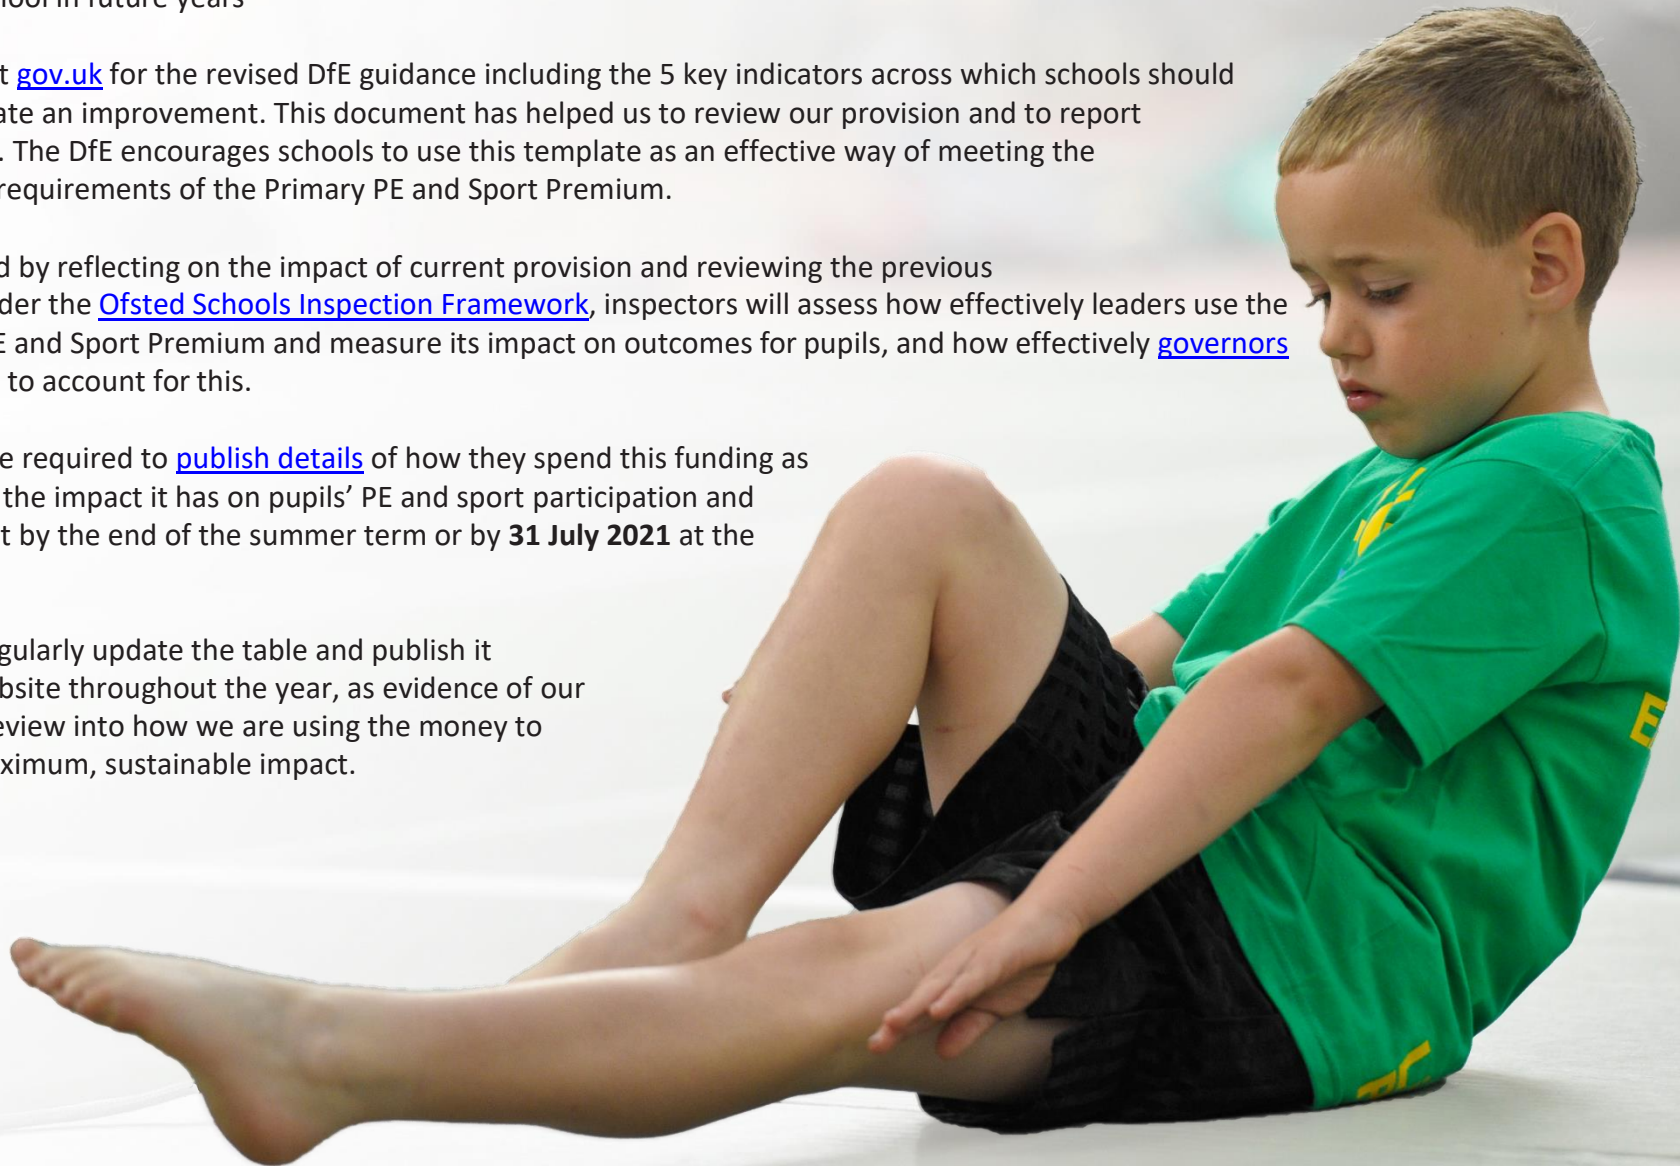 in future years
gov.uk for the revised DfE guidance including the 5 key indicators across which schools should
an improvement. This document has helped us to review our provision and to report
. The DfE encourages schools to use this template as an effective way of meeting the
requirements of the Primary PE and Sport Premium.
by reflecting on the impact of current provision and reviewing the previous
the Ofsted Schools Inspection Framework, inspectors will assess how effectively leaders use the
and Sport Premium and measure its impact on outcomes for pupils, and how effectively governors
to account for this.
required to publish details of how they spend this funding as
the impact it has on pupils’ PE and sport participation and
by the end of the summer term or by 31 July 2021 at the
update the table and publish it
throughout the year, as evidence of our
into how we are using the money to
sustainable impact.